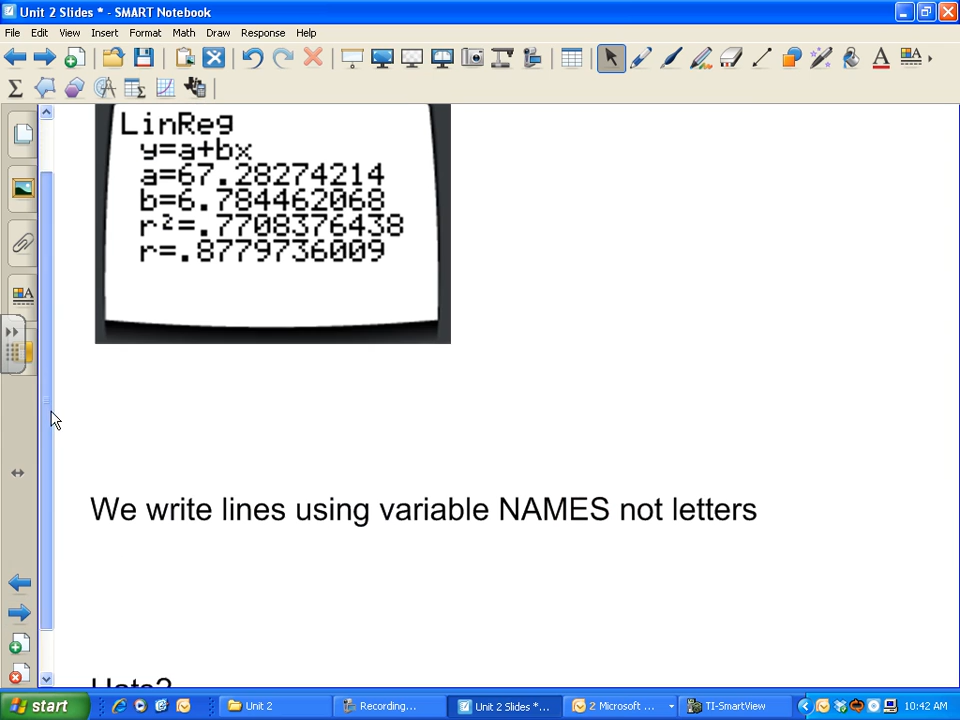 Unit 2 Slides * - SMART Notebook
File Edit View Insert Format Math Draw Response Help
LinReg
y=a+bx
a=67.28274214
b=6.784462068
r²=.7708376438
r=.8779736009
We write lines using variable NAMES not letters
Hats?
start Unit 2 Recording... Unit 2 Slides *... 2 Microsoft ... TI-SmartView 10:42 AM